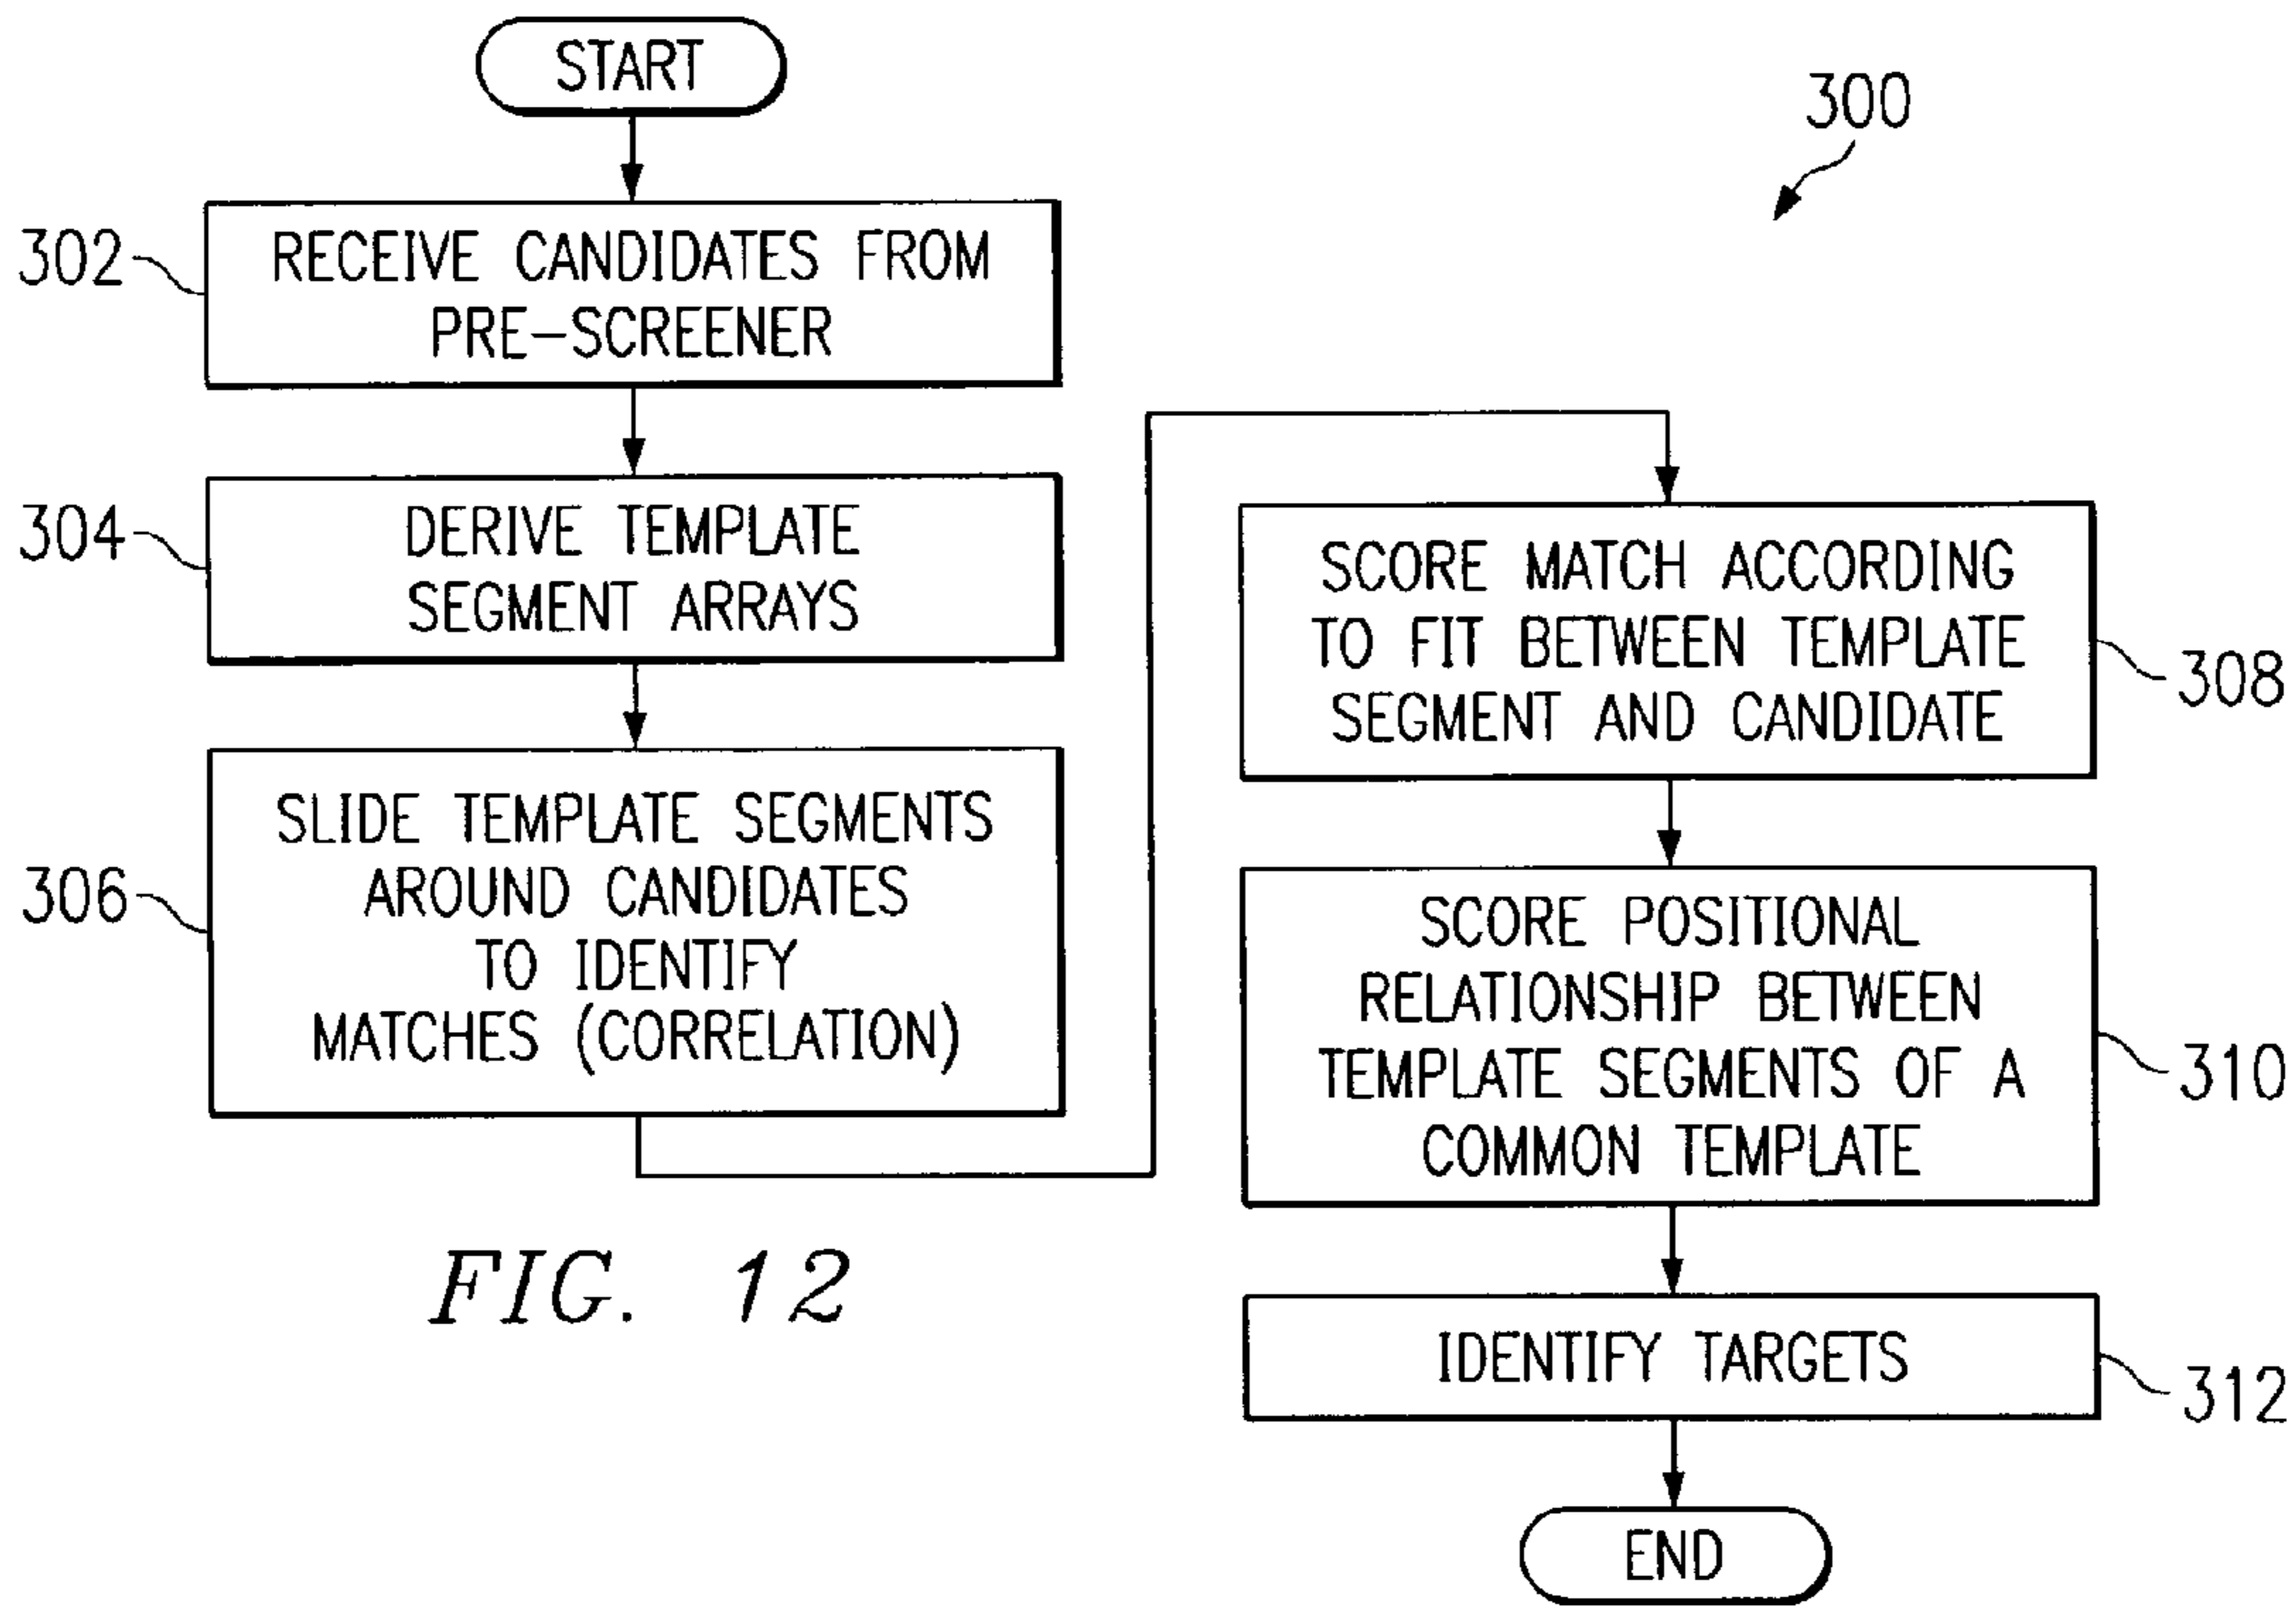 START
300
302
RECEIVE CANDIDATES FROM
PRE-SCREENER
304
DERIVE TEMPLATE
SEGMENT ARRAYS
306
SLIDE TEMPLATE SEGMENTS
AROUND CANDIDATES
TO IDENTIFY
MATCHES (CORRELATION)
SCORE MATCH ACCORDING
TO FIT BETWEEN TEMPLATE
SEGMENT AND CANDIDATE
308
SCORE POSITIONAL
RELATIONSHIP BETWEEN
TEMPLATE SEGMENTS OF A
COMMON TEMPLATE
310
IDENTIFY TARGETS
312
END
FIG. 12